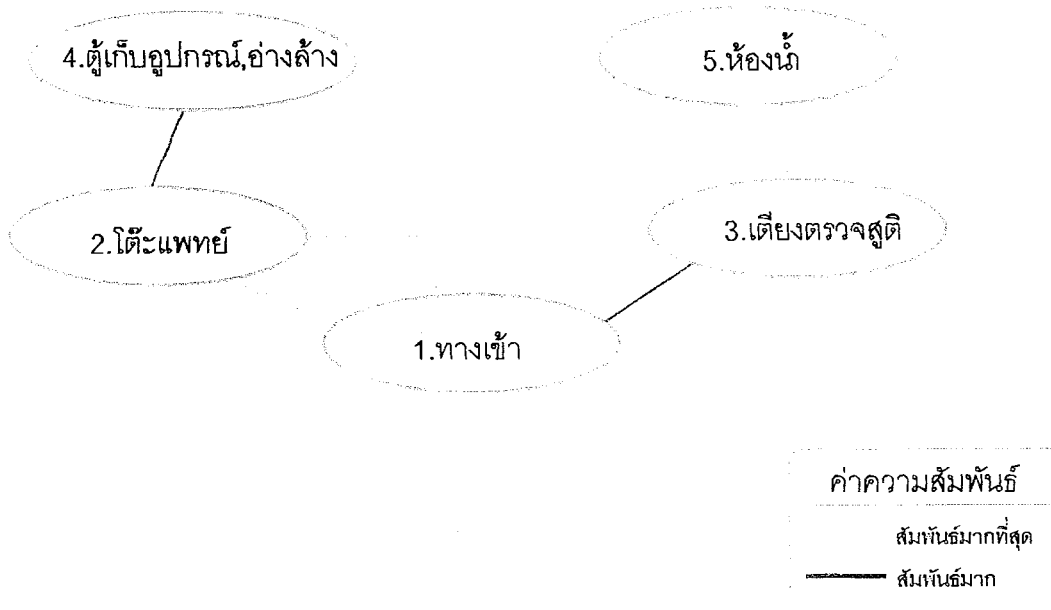 4.ตู้เก็บอูปกรณ์,อ่างล้าง
5.ห้องน้ำ
2.โต๊ะแพทย์
3.เตียงตรวจสูติ
1.ทางเข้า
ค่าความสัมพันธ์
สัมพันธ์มากที่สุด
สัมพันธ์มาก